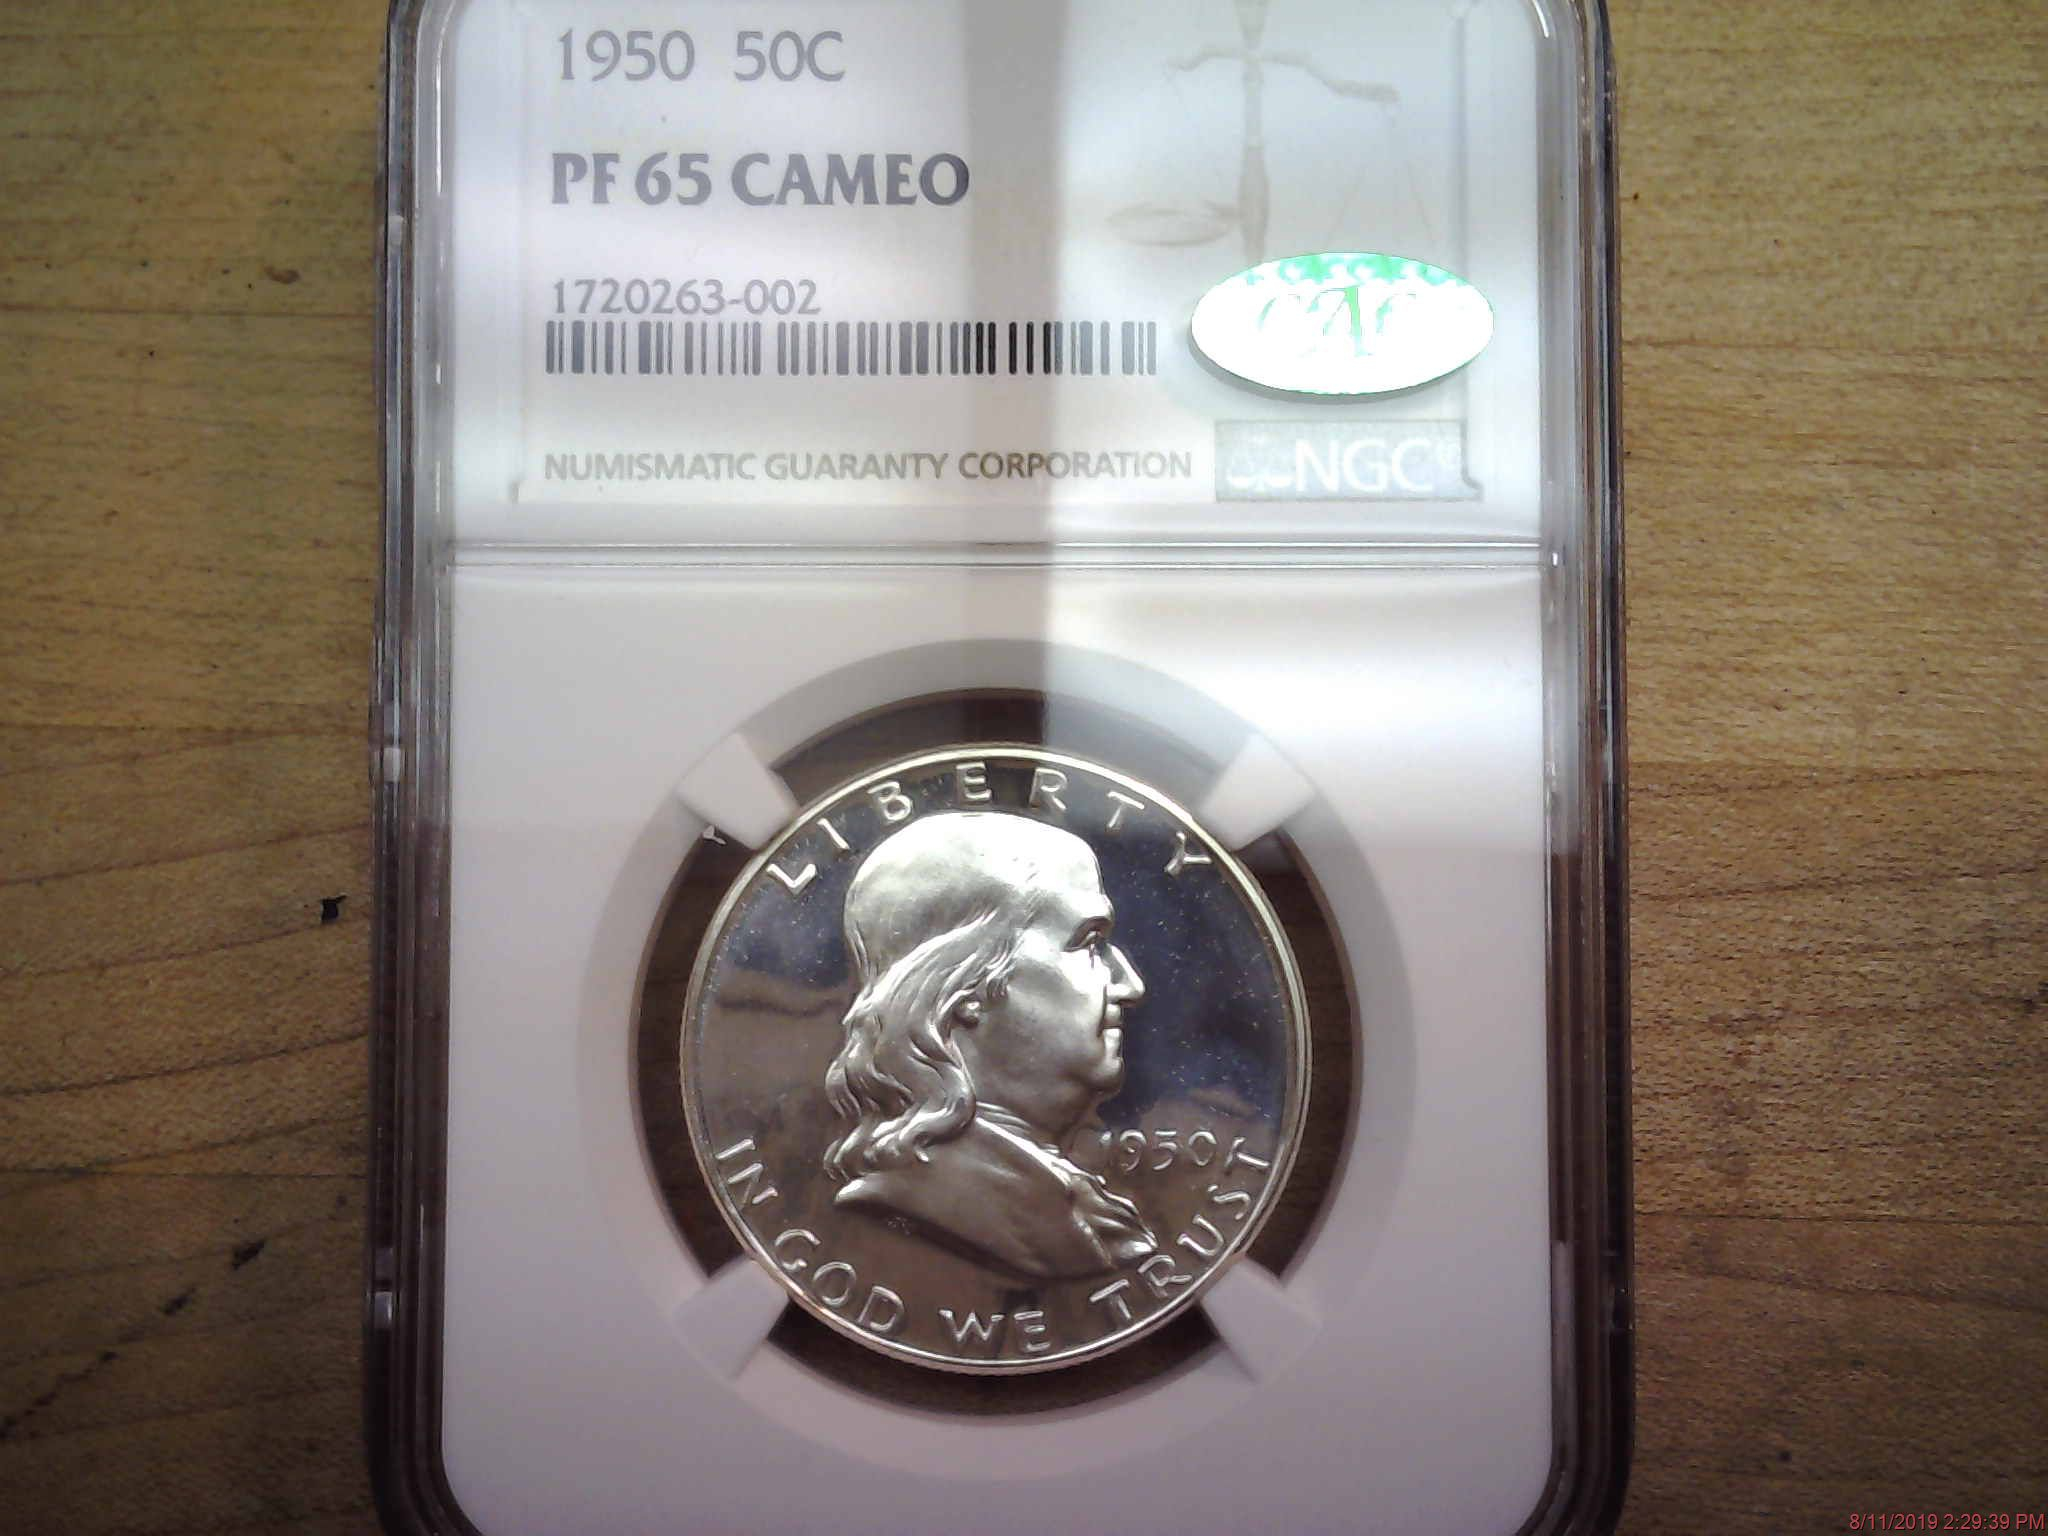 1950 50C
PF 65 CAMEO
1720263-002
CAC
NUMISMATIC GUARANTY CORPORATION
NGC
LIBERTY
1950
IN GOD WE TRUST
8/11/2019 2:29:39 PM